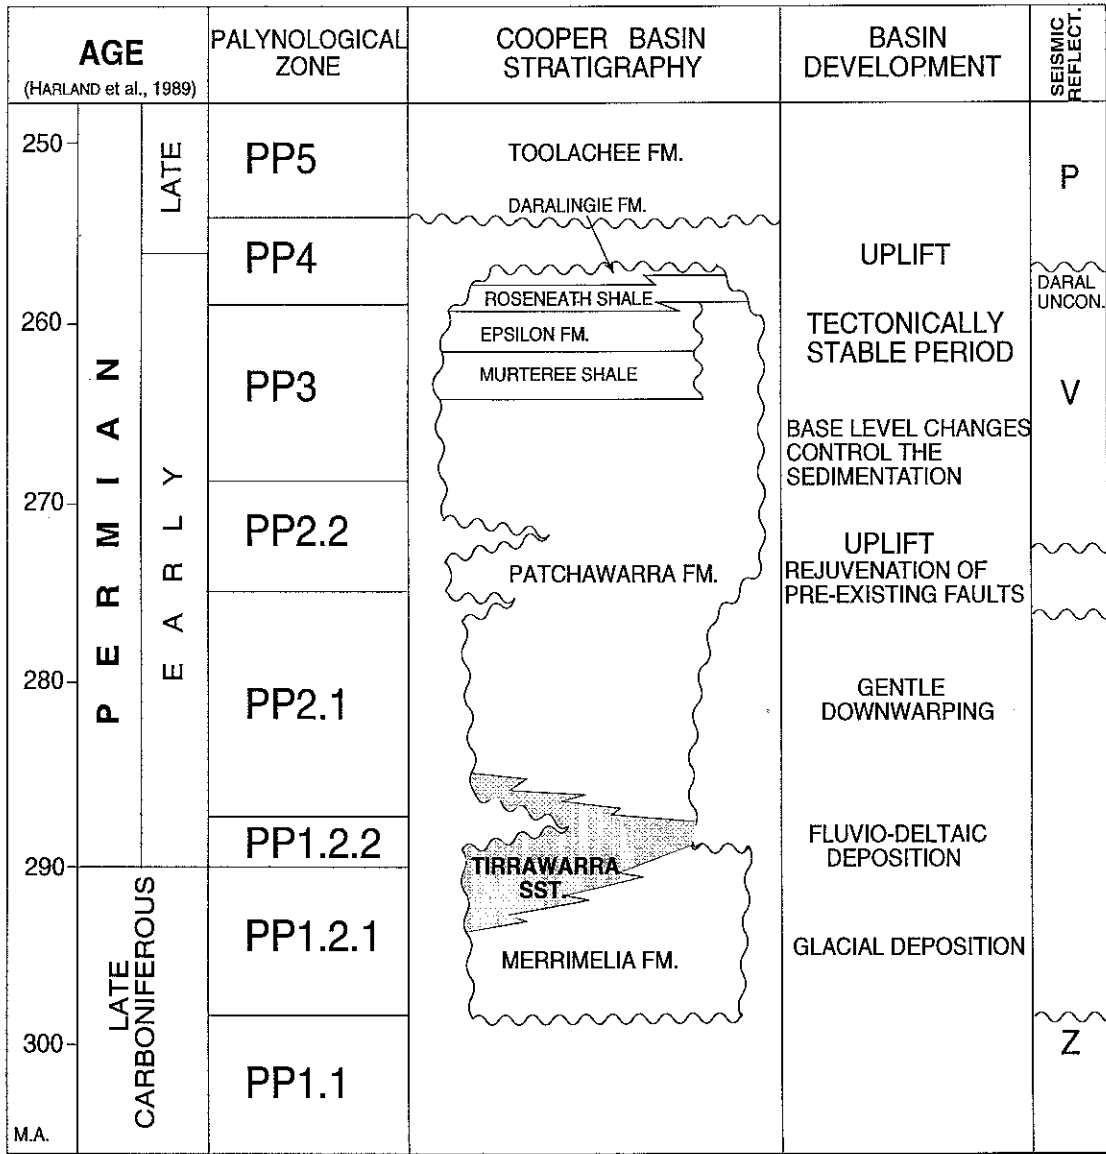 AGE
(HARLAND et al., 1989)
PALYNOLOGICAL
ZONE
COOPER BASIN
STRATIGRAPHY
BASIN
DEVELOPMENT
SEISMIC
REFLECT.
250
260
270
280
290
300
M.A.
PERMIAN
LATE
EARLY
LATE
CARBONIFEROUS
PP5
PP4
PP3
PP2.2
PP2.1
PP1.2.2
PP1.2.1
PP1.1
TOOLACHEE FM.
DARALINGIE FM.
ROSENEATH SHALE
EPSILON FM.
MURTEREE SHALE
PATCHAWARRA FM.
TIRRAWARRA
SST.
MERRIMELIA FM.
UPLIFT
TECTONICALLY
STABLE PERIOD
BASE LEVEL CHANGES
CONTROL THE
SEDIMENTATION
UPLIFT
REJUVENATION OF
PRE-EXISTING FAULTS
GENTLE
DOWNWARPING
FLUVIO-DELTAIC
DEPOSITION
GLACIAL DEPOSITION
P
DARAL
UNCON.
V
Z